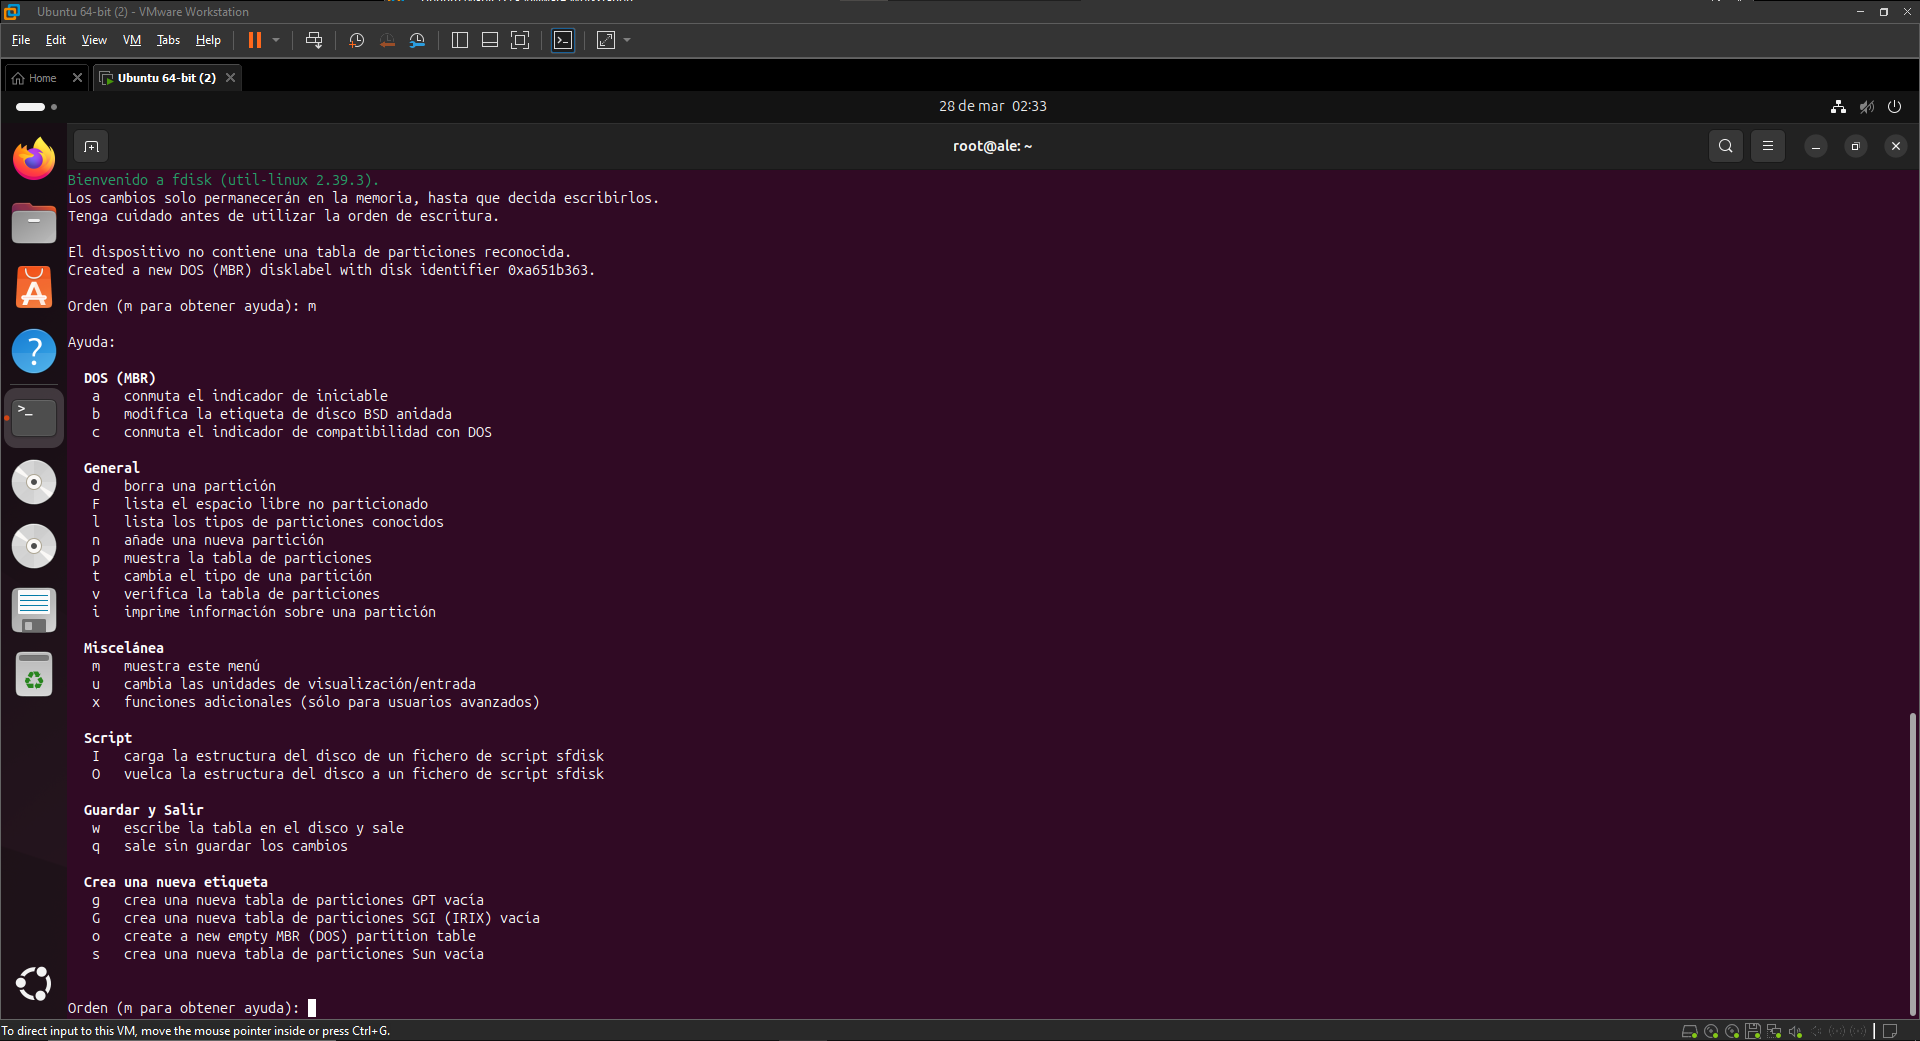 Ubuntu 64-bit (2) - VMware Workstation
File Edit View VM Tabs Help
Home
Ubuntu 64-bit (2)
28 de mar 02:33
root@ale: ~
Bienvenido a fdisk (util-linux 2.39.3).
Los cambios solo permanecerán en la memoria, hasta que decida escribirlos.
Tenga cuidado antes de utilizar la orden de escritura.
El dispositivo no contiene una tabla de particiones reconocida.
Created a new DOS (MBR) disklabel with disk identifier 0xa651b363.
Orden (m para obtener ayuda): m
Ayuda:
DOS (MBR)
a conmuta el indicador de iniciable
b modifica la etiqueta de disco BSD anidada
c conmuta el indicador de compatibilidad con DOS
General
d borra una partición
F lista el espacio libre no particionado
l lista los tipos de particiones conocidos
n añade una nueva partición
p muestra la tabla de particiones
t cambia el tipo de una partición
v verifica la tabla de particiones
i imprime información sobre una partición
Miscelánea
m muestra este menú
u cambia las unidades de visualización/entrada
x funciones adicionales (sólo para usuarios avanzados)
Script
I carga la estructura del disco de un fichero de script sfdisk
O vuelca la estructura del disco a un fichero de script sfdisk
Guardar y Salir
w escribe la tabla en el disco y sale
q sale sin guardar los cambios
Crea una nueva etiqueta
g crea una nueva tabla de particiones GPT vacía
G crea una nueva tabla de particiones SGI (IRIX) vacía
o create a new empty MBR (DOS) partition table
s crea una nueva tabla de particiones Sun vacía
Orden (m para obtener ayuda):
To direct input to this VM, move the mouse pointer inside or press Ctrl+G.